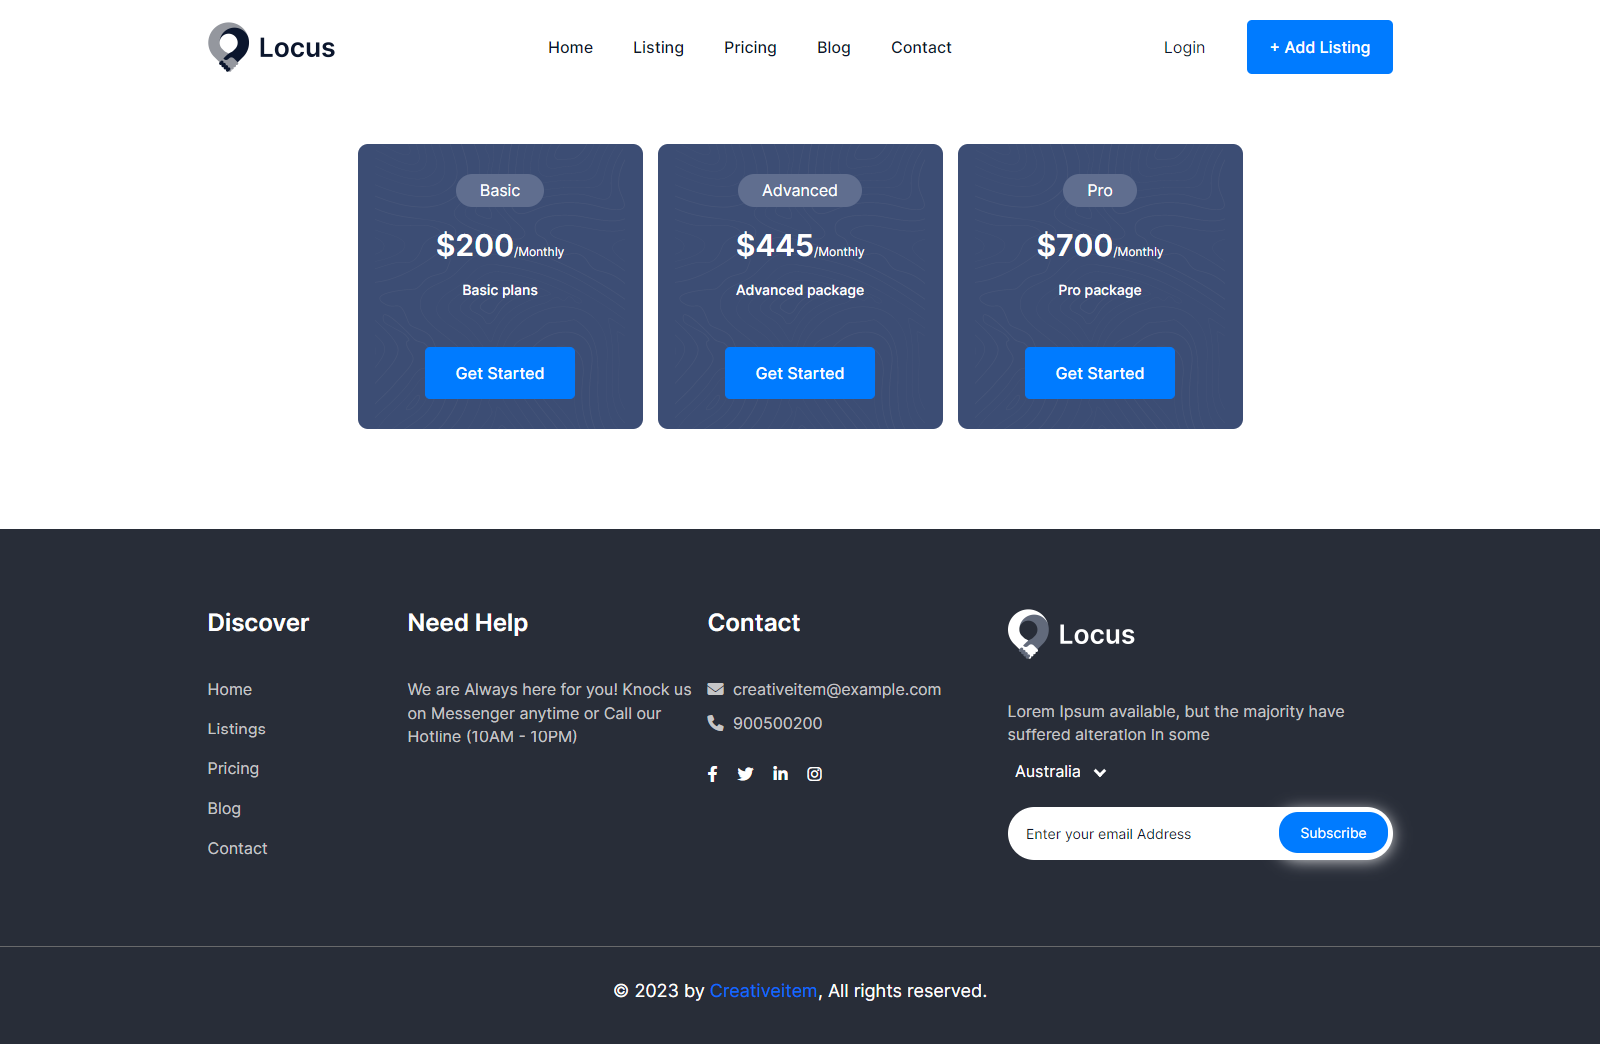 Locus
Home
Listing
Pricing
Blog
Contact
Login
+ Add Listing
Basic
$200/Monthly
Basic plans
Get Started
Advanced
$445/Monthly
Advanced package
Get Started
Pro
$700/Monthly
Pro package
Get Started
Discover
Home
Listings
Pricing
Blog
Contact
Need Help
We are Always here for you! Knock us
on Messenger anytime or Call our
Hotline (10AM - 10PM)
Contact
creativeitem@example.com
900500200
Locus
Lorem Ipsum available, but the majority have
suffered alteration in some
Australia
Enter your email Address
Subscribe
© 2023 by Creativeitem, All rights reserved.